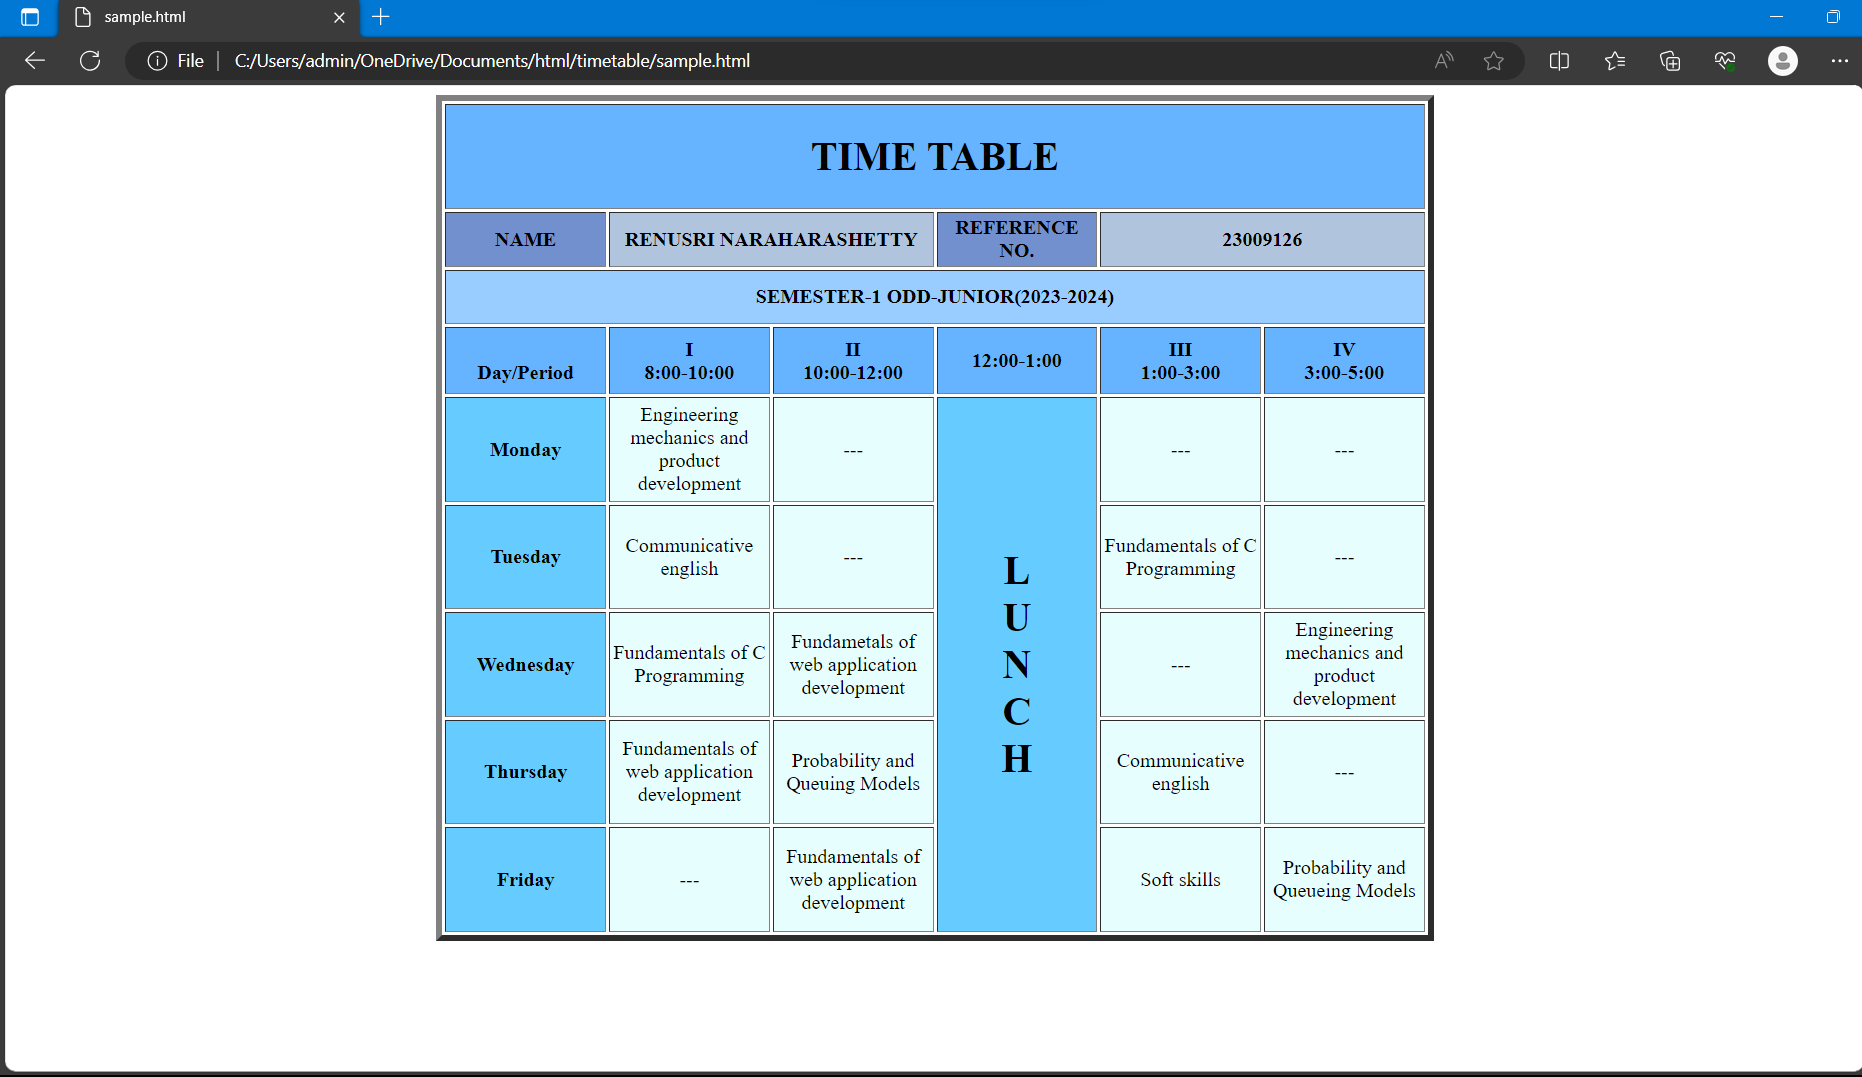 sample.html
File
C:/Users/admin/OneDrive/Documents/html/timetable/sample.html
TIME TABLE
NAME
RENUSRI NARAHARASHETTY
REFERENCE
NO.
23009126
SEMESTER-1 ODD-JUNIOR(2023-2024)
Day/Period
I
8:00-10:00
II
10:00-12:00
12:00-1:00
III
1:00-3:00
IV
3:00-5:00
Monday
Engineering
mechanics and
product
development
---
---
---
Tuesday
Communicative
english
---
Fundamentals of C
Programming
---
Wednesday
Fundamentals of C
Programming
Fundametals of
web application
development
---
Engineering
mechanics and
product
development
Thursday
Fundamentals of
web application
development
Probability and
Queuing Models
Communicative
english
---
Friday
---
Fundamentals of
web application
development
Soft skills
Probability and
Queueing Models
L
U
N
C
H